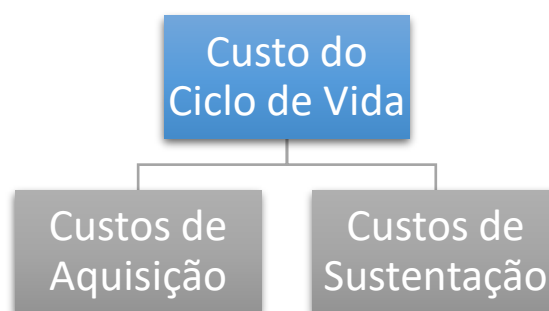 Custo do
Ciclo de Vida
Custos de
Aquisição
Custos de
Sustentação